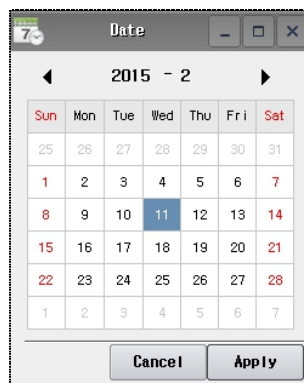 7 Date
2015 - 2
Sun Mon Tue Wed Thu Fri Sat
25 26 27 28 29 30 31
1 2 3 4 5 6 7
8 9 10 11 12 13 14
15 16 17 18 19 20 21
22 23 24 25 26 27 28
1 2 3 4 5 6 7
Cancel Apply